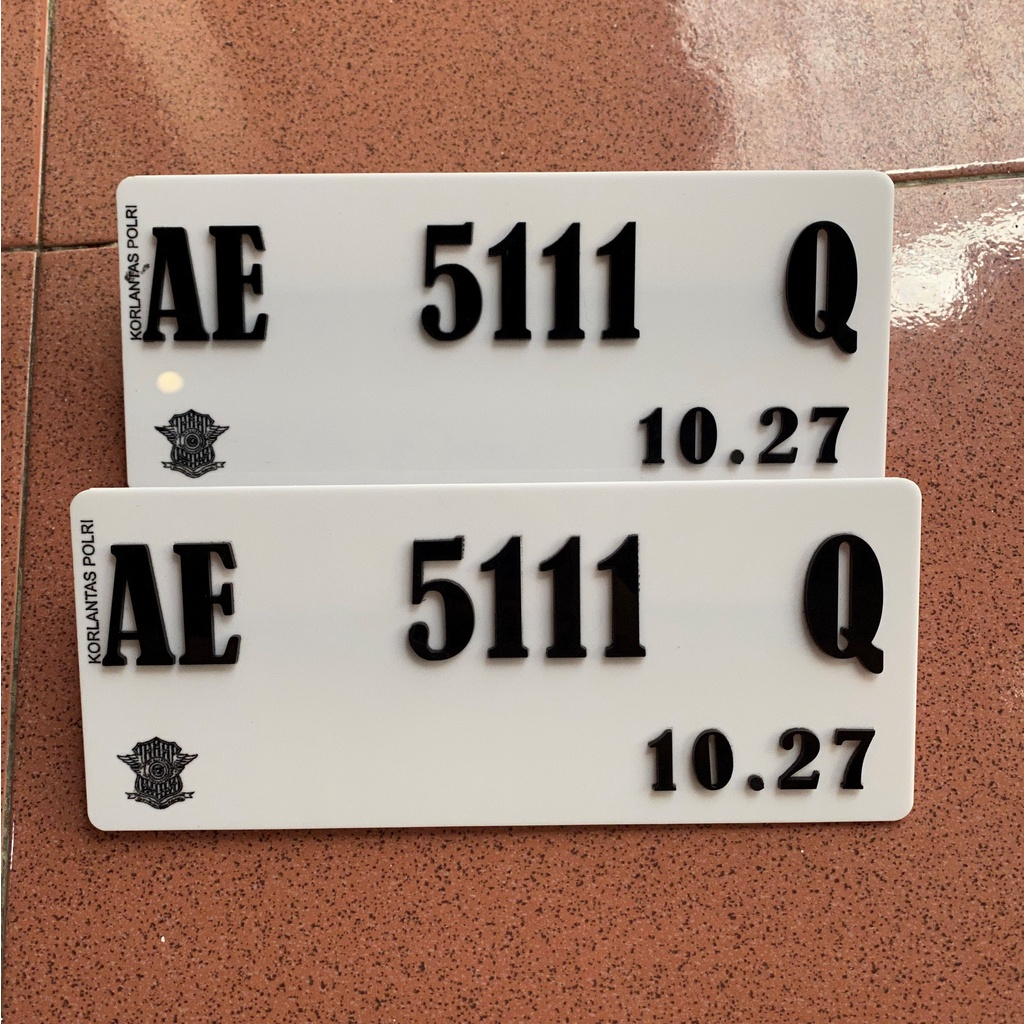 KORLANTAS POLRI
AE 5111 Q
10.27
KORLANTAS POLRI
AE 5111 Q
10.27